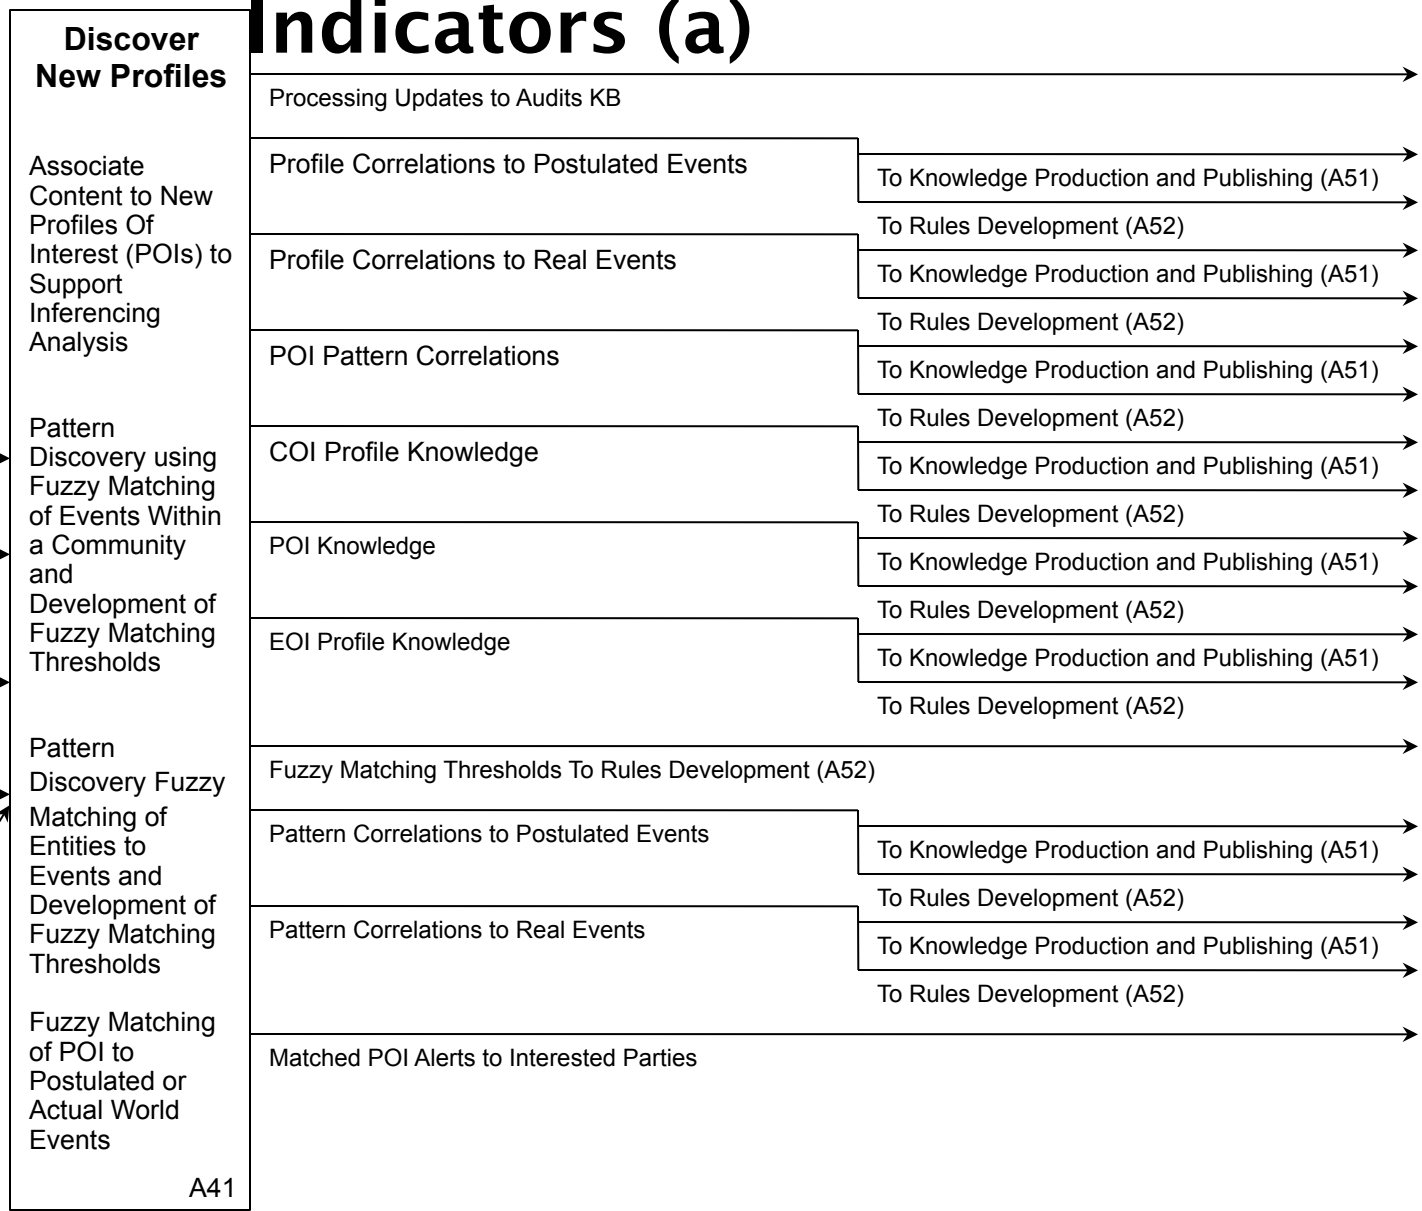 Indicators (a)
Discover
New Profiles
Associate
Content to New
Profiles Of
Interest (POIs) to
Support
Inferencing
Analysis
Pattern
Discovery using
Fuzzy Matching
of Events Within
a Community
and
Development of
Fuzzy Matching
Thresholds
Pattern
Discovery Fuzzy
Matching of
Entities to
Events and
Development of
Fuzzy Matching
Thresholds
Fuzzy Matching
of POI to
Postulated or
Actual World
Events
A41
Processing Updates to Audits KB
Profile Correlations to Postulated Events
To Knowledge Production and Publishing (A51)
To Rules Development (A52)
Profile Correlations to Real Events
To Knowledge Production and Publishing (A51)
To Rules Development (A52)
POI Pattern Correlations
To Knowledge Production and Publishing (A51)
To Rules Development (A52)
COI Profile Knowledge
To Knowledge Production and Publishing (A51)
To Rules Development (A52)
POI Knowledge
To Knowledge Production and Publishing (A51)
To Rules Development (A52)
EOI Profile Knowledge
To Knowledge Production and Publishing (A51)
To Rules Development (A52)
Fuzzy Matching Thresholds To Rules Development (A52)
Pattern Correlations to Postulated Events
To Knowledge Production and Publishing (A51)
To Rules Development (A52)
Pattern Correlations to Real Events
To Knowledge Production and Publishing (A51)
To Rules Development (A52)
Matched POI Alerts to Interested Parties